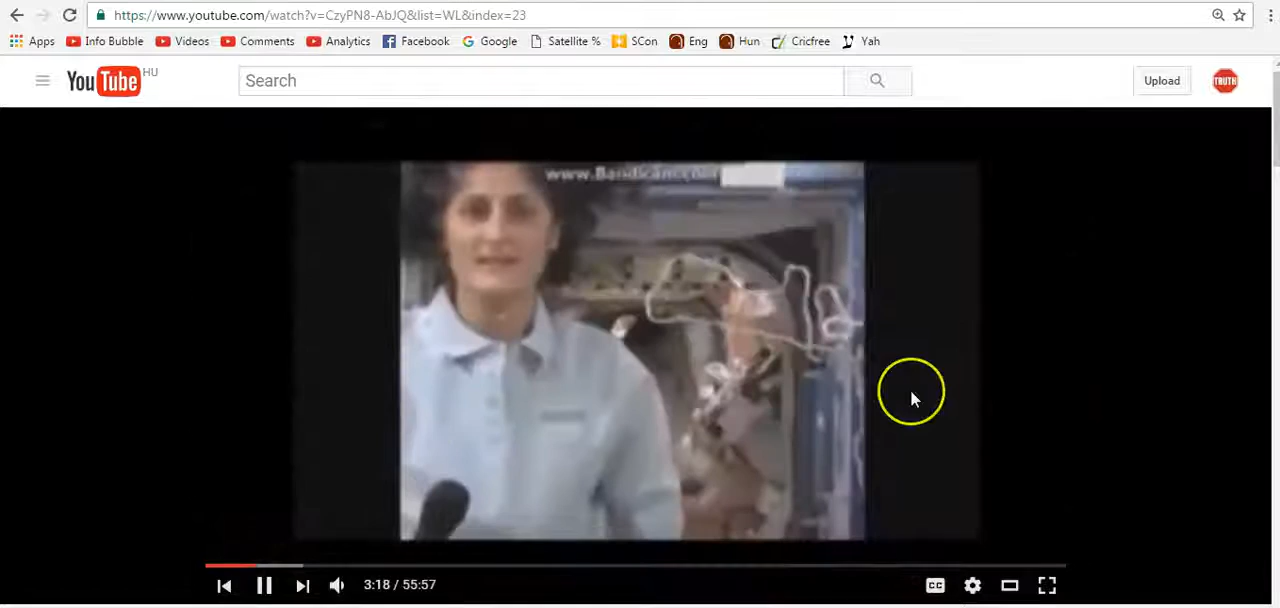 https://www.youtube.com/watch?v=CzyPN8-AbJQ&list=WL&index=23
Apps Info Bubble Videos Comments Analytics Facebook Google Satellite % SCon Eng Hun Cricfree Yah
YouTube HU Search Upload TRUTH
www.Bandicam.com
3:18 / 55:57 CC